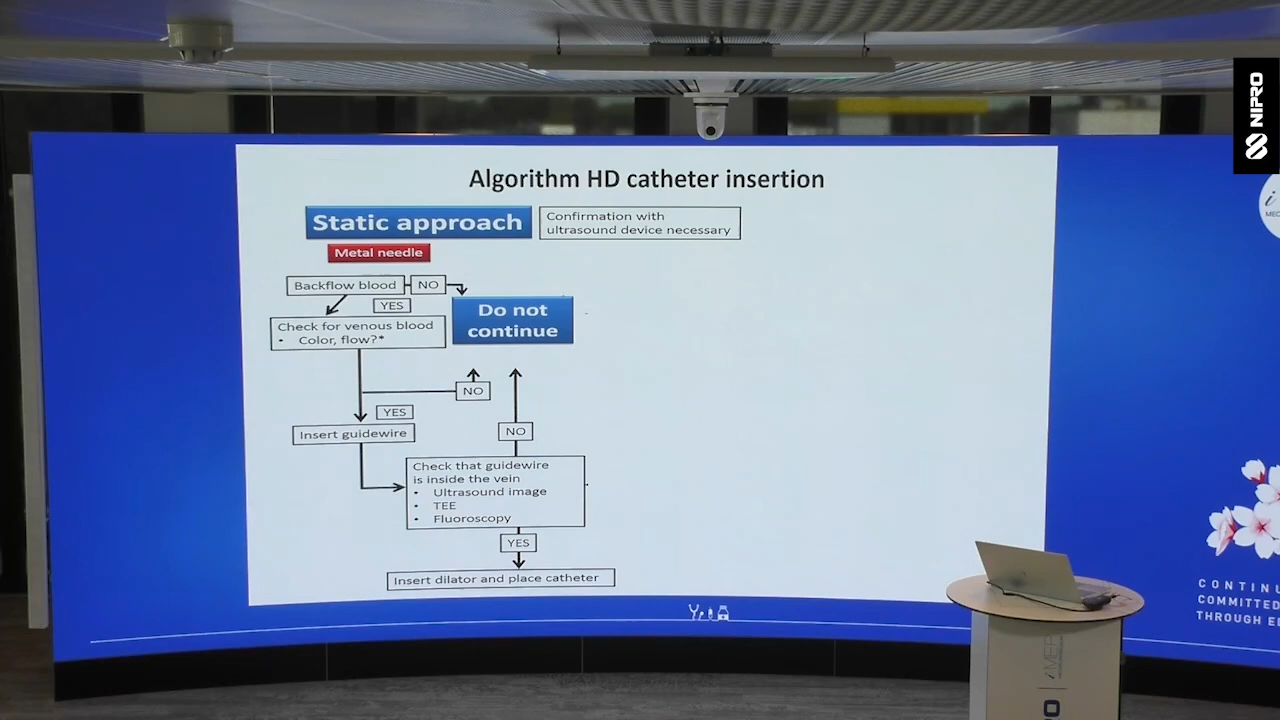 NIPRO
Algorithm HD catheter insertion
Static approach
Confirmation with
ultrasound device necessary
Metal needle
Backflow blood
NO
YES
Do not
continue
Check for venous blood
• Color, flow?*
NO
YES
Insert guidewire
NO
Check that guidewire
is inside the vein
• Ultrasound image
• TEE
• Fluoroscopy
YES
Insert dilator and place catheter
CONTINU
COMMITTED
THROUGH E